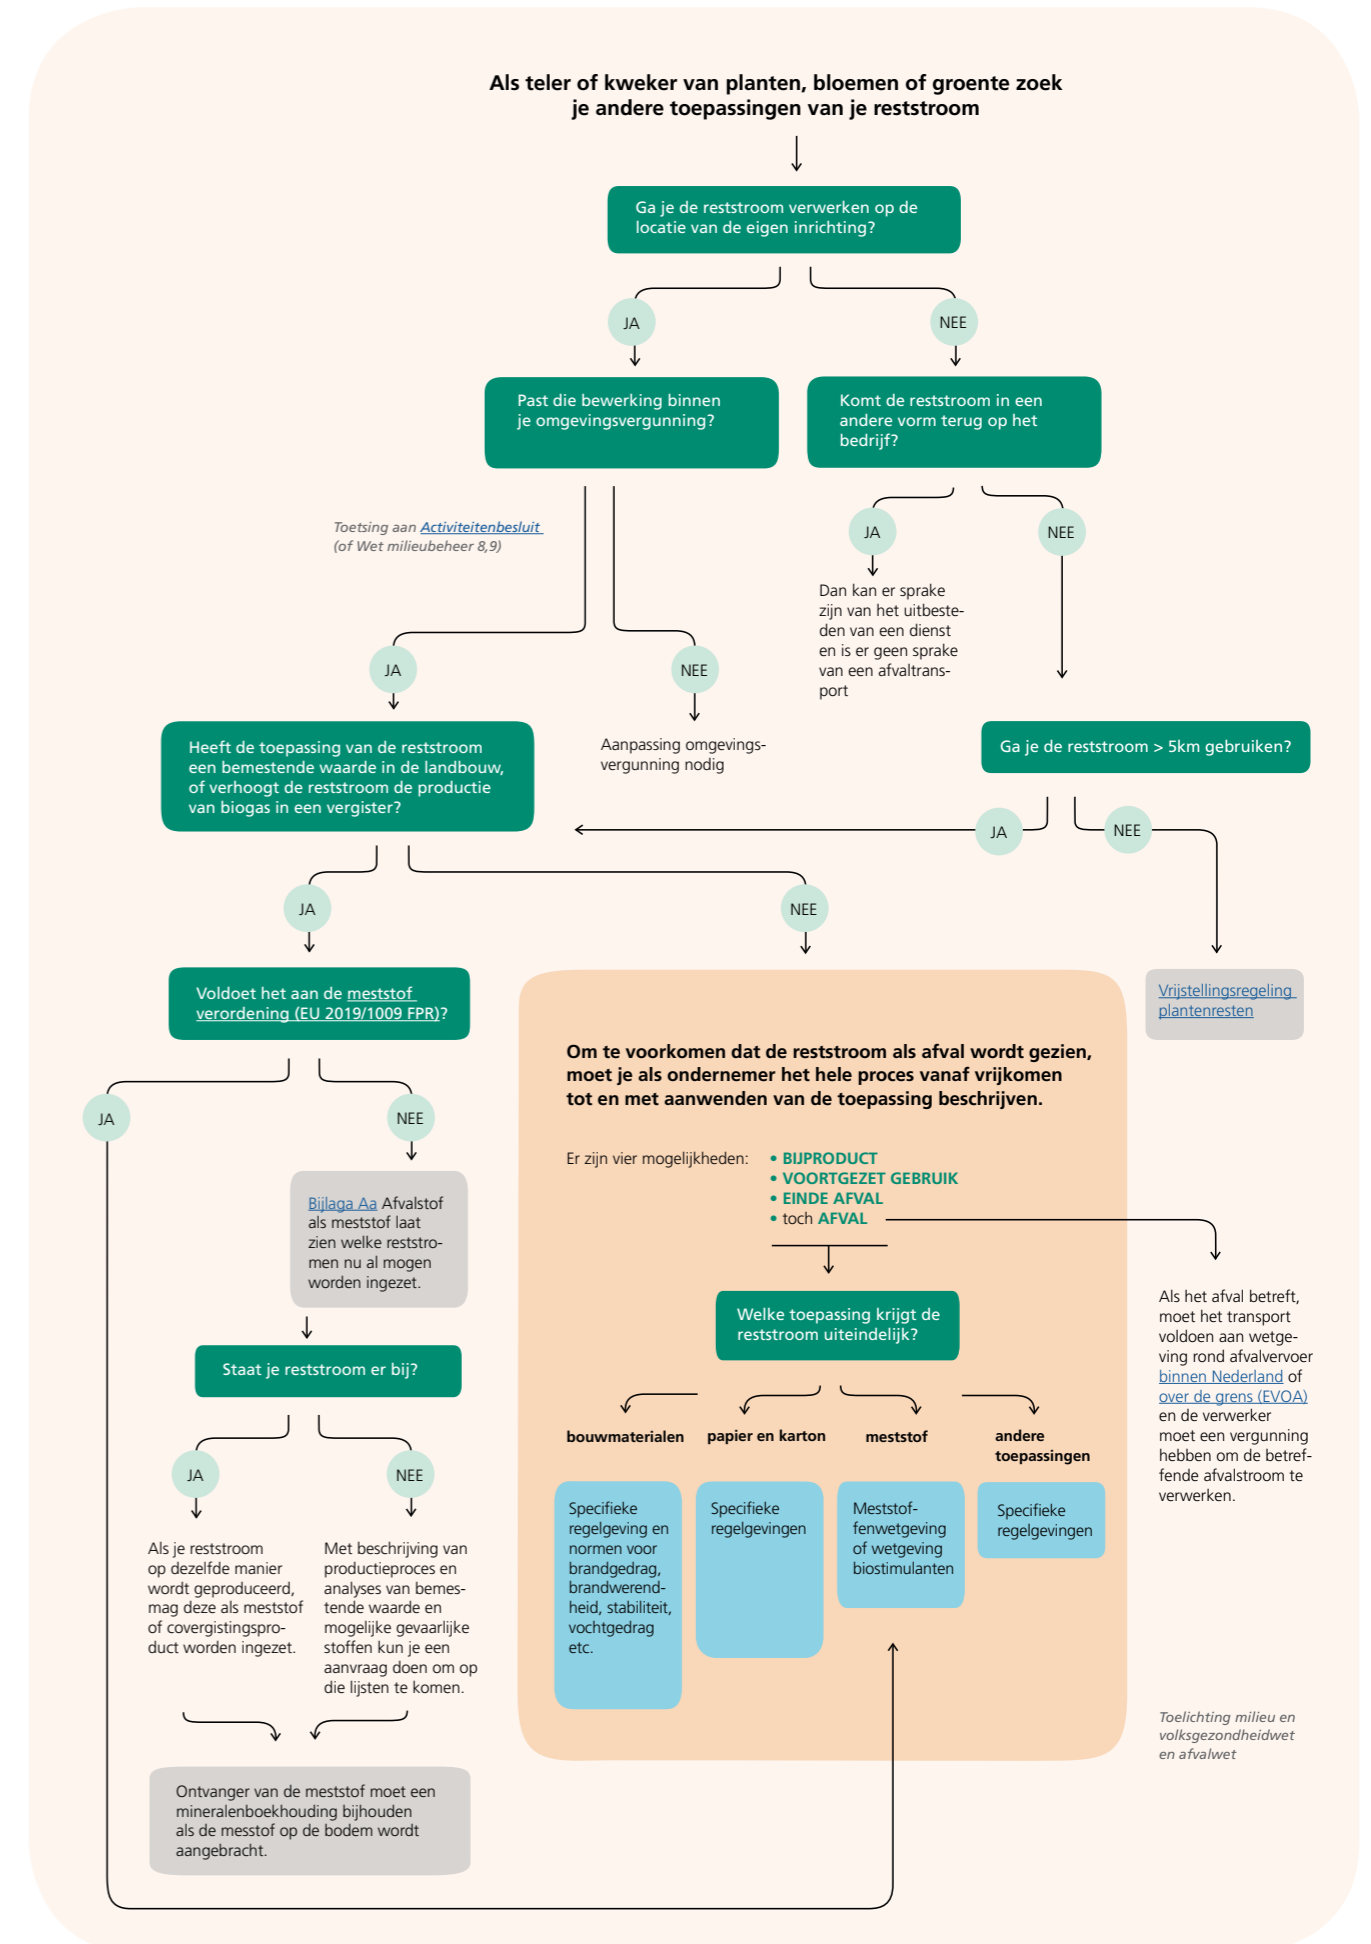 Als teler of kweker van planten, bloemen of groente zoek
je andere toepassingen van je reststroom
Ga je de reststroom verwerken op de
locatie van de eigen inrichting?
JA
NEE
Past die bewerking binnen
je omgevingsvergunning?
Komt de reststroom in een
andere vorm terug op het
bedrijf?
Toetsing aan Activiteitenbesluit
(of Wet milieubeheer 8,9)
JA
NEE
Dan kan er sprake
zijn van het uitbeste-
den van een dienst
en is er geen sprake
van een afvaltrans-
port
JA
NEE
Aanpassing omgevings-
vergunning nodig
Heeft de toepassing van de reststroom
een bemestende waarde in de landbouw,
of verhoogt de reststroom de productie
van biogas in een vergister?
Ga je de reststroom > 5km gebruiken?
JA
NEE
JA
NEE
Voldoet het aan de meststof
verordening (EU 2019/1009 FPR)?
Vrijstellingsregeling
plantenresten
JA
NEE
Bijlaga Aa Afvalstof
als meststof laat
zien welke reststro-
men nu al mogen
worden ingezet.
Staat je reststroom er bij?
JA
NEE
Als je reststroom
op dezelfde manier
wordt geproduceerd,
mag deze als meststof
of covergistingspro-
duct worden ingezet.
Met beschrijving van
productieproces en
analyses van bemes-
tende waarde en
mogelijke gevaarlijke
stoffen kun je een
aanvraag doen om op
die lijsten te komen.
Ontvanger van de meststof moet een
mineralenboekhouding bijhouden
als de messtof op de bodem wordt
aangebracht.
Om te voorkomen dat de reststroom als afval wordt gezien,
moet je als ondernemer het hele proces vanaf vrijkomen
tot en met aanwenden van de toepassing beschrijven.
Er zijn vier mogelijkheden:
• BIJPRODUCT
• VOORTGEZET GEBRUIK
• EINDE AFVAL
• toch AFVAL
Welke toepassing krijgt de
reststroom uiteindelijk?
bouwmaterialen
papier en karton
meststof
andere
toepassingen
Specifieke
regelgeving en
normen voor
brandgedrag,
brandwerend-
heid, stabiliteit,
vochtgedrag
etc.
Specifieke
regelgevingen
Meststof-
fenwetgeving
of wetgeving
biostimulanten
Specifieke
regelgevingen
Als het afval betreft,
moet het transport
voldoen aan wetge-
ving rond afvalvervoer
binnen Nederland of
over de grens (EVOA)
en de verwerker
moet een vergunning
hebben om de betref-
fende afvalstroom te
verwerken.
Toelichting milieu en
volksgezondheidwet
en afvalwet